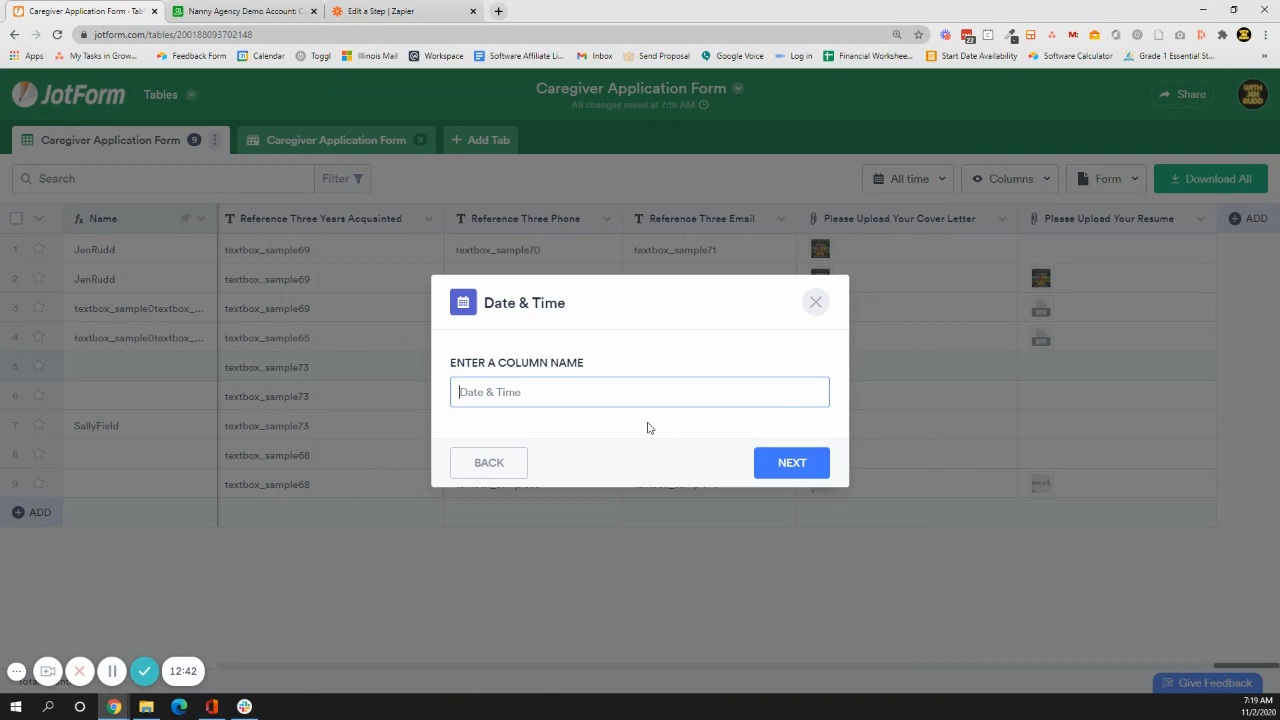 Caregiver Application Form
Nanny Agency Demo Account: C
Edit a Step | Zapier
jotform.com/tables/200188093702148
22
Apps
My Tasks in Grow...
Feedback Form
Calendar
Toggl
Illinois Mail
Workspace
Software Affiliate Li...
Inbox
Send Proposal
Google Voice
Log in
Financial Workshee...
Start Date Availability
Software Calculator
Grade 1 Essential S...
JotForm
Tables
Caregiver Application Form
All changes saved at 7:19 AM
Share
WITH
JEN
RUDD
Caregiver Application Form 9
Caregiver Application Form 9
+ Add Tab
Search
Filter
All time
Columns
Form
Download All
fx Name
T Reference Three Years Acquainted
T Reference Three Phone
T Reference Three Email
Please Upload Your Cover Letter
Please Upload Your Resume
ADD
1 JenRudd textbox_sample69 textbox_sample70 textbox_sample71
2 JenRudd textbox_sample69
3 textbox_sample0textbox_... textbox_sample69
RTF
4 textbox_sample0textbox_... textbox_sample65
RTF
5 textbox_sample73
6 textbox_sample73
7 SallyField textbox_sample73
8 textbox_sample68
9 textbox_sample68
ADD
Date & Time
ENTER A COLUMN NAME
Date & Time
BACK
NEXT
12:42
Give Feedback
7:19 AM
11/2/2020